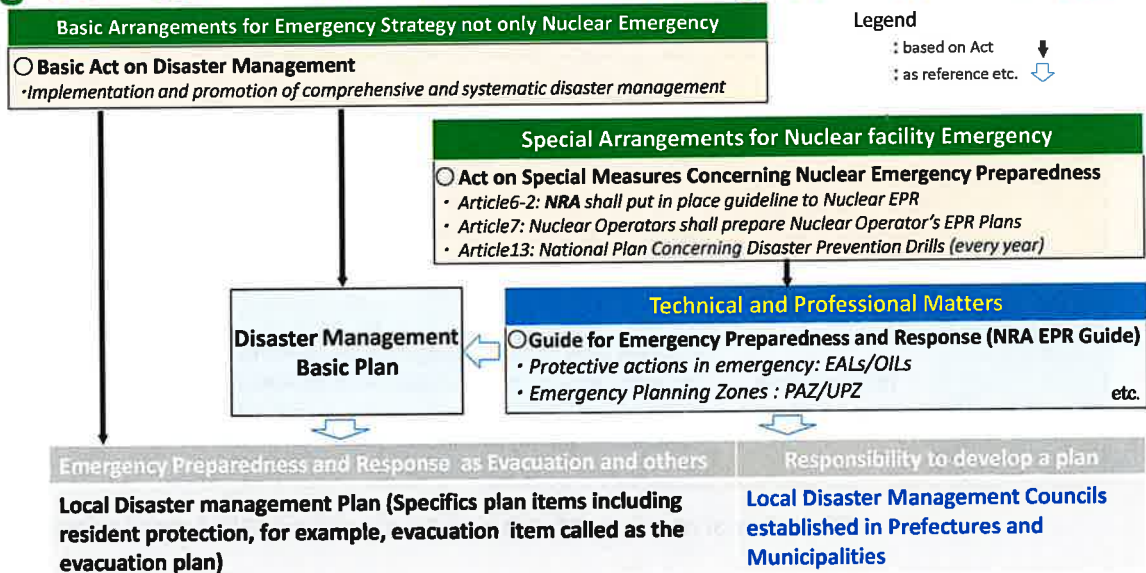 Basic Arrangements for Emergency Strategy not only Nuclear Emergency
Legend
: based on Act
: as reference etc.
○ Basic Act on Disaster Management
・Implementation and promotion of comprehensive and systematic disaster management
Special Arrangements for Nuclear facility Emergency
○ Act on Special Measures Concerning Nuclear Emergency Preparedness
・ Article6-2: NRA shall put in place guideline to Nuclear EPR
・ Article7: Nuclear Operators shall prepare Nuclear Operator's EPR Plans
・ Article13: National Plan Concerning Disaster Prevention Drills (every year)
Disaster Management
Basic Plan
Technical and Professional Matters
○Guide for Emergency Preparedness and Response (NRA EPR Guide)
・ Protective actions in emergency: EALs/OILs
・ Emergency Planning Zones : PAZ/UPZ
etc.
Emergency Preparedness and Response as Evacuation and others
Local Disaster management Plan (Specifics plan items including
resident protection, for example, evacuation item called as the
evacuation plan)
Responsibility to develop a plan
Local Disaster Management Councils
established in Prefectures and
Municipalities